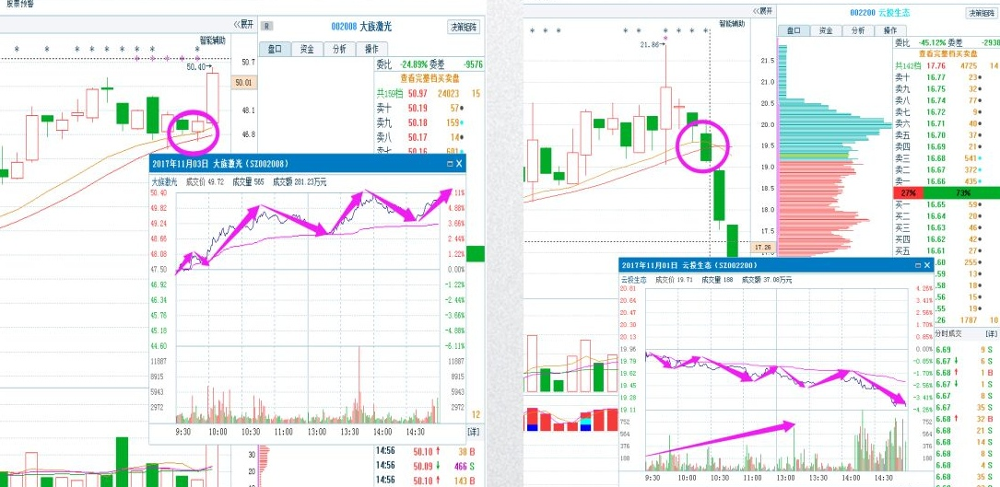 股票预警
《展开
R
002008 大族激光
决策矩阵
智能辅助
盘口
资金
分析
操作
50.40
50.7
50.01
48.1
46.8
委比 -24.89% 委差 -9576
查看完整档买卖盘
共159档 50.97 24023 15
卖十 50.19 57
卖九 50.18 159
卖八 50.17 14
卖七 50.16 601
2017年11月03日 大族激光(SZ002008)
大族激光 成交价 49.72 成交量 565 成交额 281.23万元
50.40
49.82
49.24
48.66
48.08
47.50
46.92
46.34
45.76
45.18
44.60
11887
8915
5943
2972
11%
4.88%
3.66%
2.44%
1.22%
0.00%
-1.22%
-2.44%
-3.66%
-4.88%
-6.11%
11887
8915
5943
2972
9:30 10:00 10:30 11:00 13:00 13:30 14:00 14:30
12
[详]
30
20
10
14:56 50.10 ↑ 38 B
14:56 50.09 ↓ 466 S
14:56 50.10 ↑ 143 B
《展开
002200 云投生态
决策矩阵
智能辅助
盘口
资金
分析
操作
21.86
21.5
21.0
20.5
20.0
19.5
19.0
18.5
18.0
17.5
17.26
委比 -45.12% 委差 -2938
查看完整档买卖盘
共142档 17.76 4725 14
卖十 16.77 23
卖九 16.75 32
卖八 16.74 77
卖七 16.72 9
卖六 16.71 40
卖五 16.70 37
卖四 16.69 21
卖三 16.68 541
卖二 16.67 372
卖一 16.66 435
27% 73%
买一 16.65 59
买二 16.64 20
买三 16.63 46
买四 16.62 42
买五 16.61 27
.60 255
.59 13
.58 18
.56 15
.55 19
.26 1787 10
2017年11月01日 云投生态(SZ002200)
云投生态 成交价 19.71 成交量 188 成交额 37.08万元
20.81
20.64
20.47
20.30
20.13
19.96
19.79
19.62
19.45
19.28
19.11
752
564
376
188
4.26%
3.41%
2.56%
1.70%
0.85%
0.00%
-0.85%
-1.70%
-2.56%
-3.41%
-4.26%
752
564
376
188
9:30 10:00 10:30 11:00 13:00 13:30 14:00 14:30
分时成交 [详]
6.69 9 S
6.67 ↓ 6 S
6.68 ↑ 1 B
6.67 ↓ 1 S
6.67 8 S
6.67 35 S
6.68 ↑ 32 B
6.68 21 S
6.68 14 S
6.68 8 S
6.68 4 S
6.68 35 S